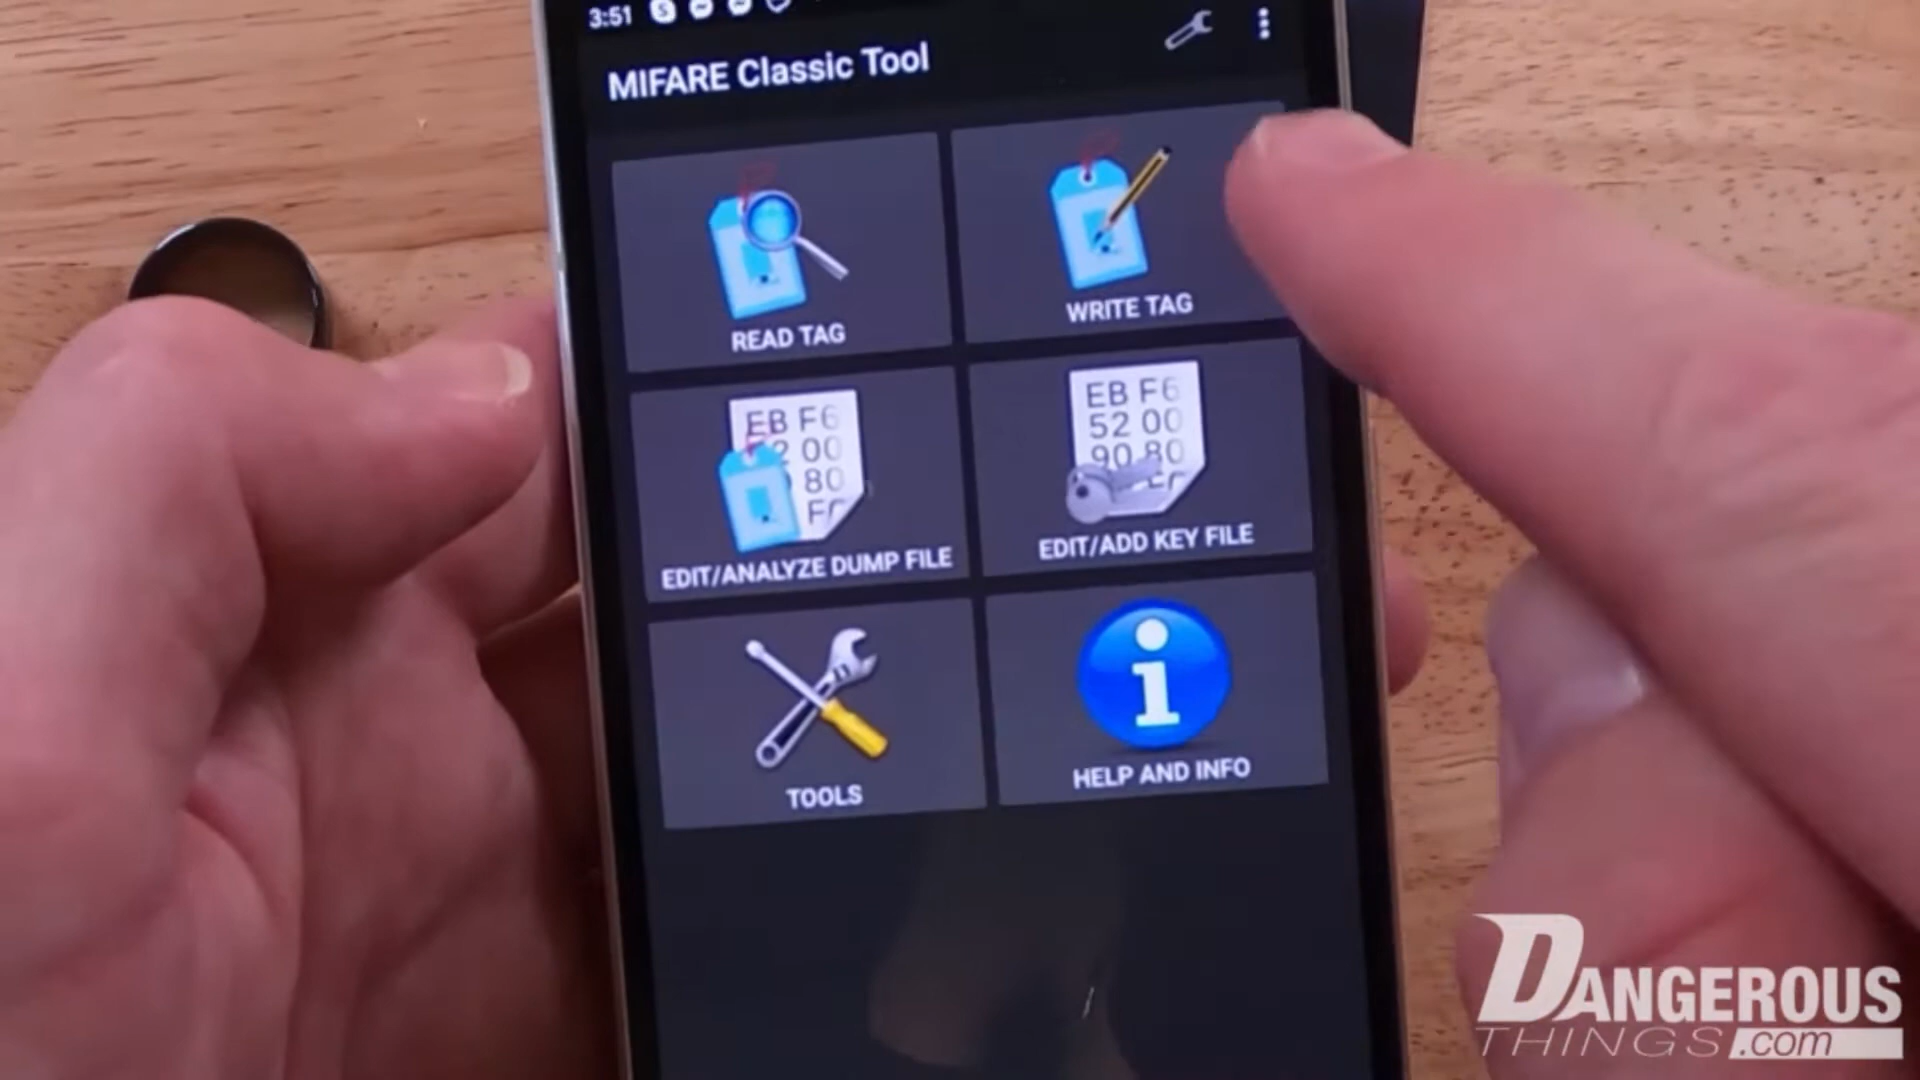 3:51
MIFARE Classic Tool
READ TAG
WRITE TAG
EB F6
52 00
80
EB F6
52 00
90 80
EDIT/ANALYZE DUMP FILE
EDIT/ADD KEY FILE
TOOLS
HELP AND INFO
DANGEROUS
THINGS.com